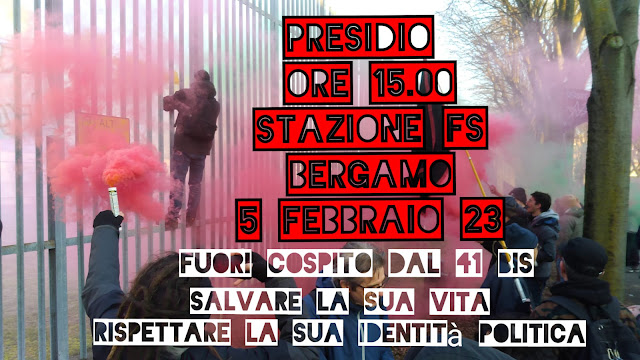 PRESIDIO
ORE 15.00
STAZIONE FS
BERGAMO
5 FEBBRAIO 23
FUORI COSPITO DAL 41 BIS
SALVARE LA SUA VITA
RISPETTARE LA SUA IDENTITà POLITICA